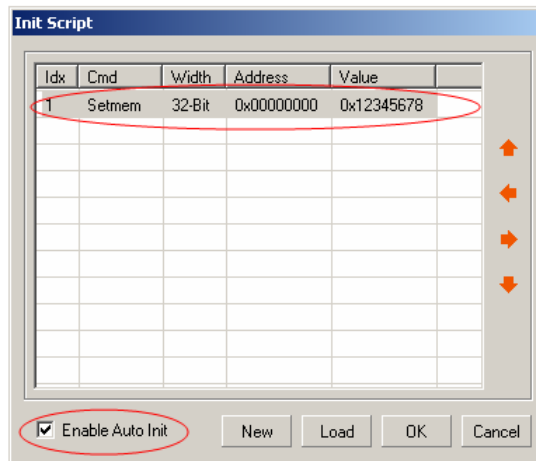 Init Script
Idx Cmd Width Address Value
1 Setmem 32-Bit 0x00000000 0x12345678
Enable Auto Init New Load OK Cancel